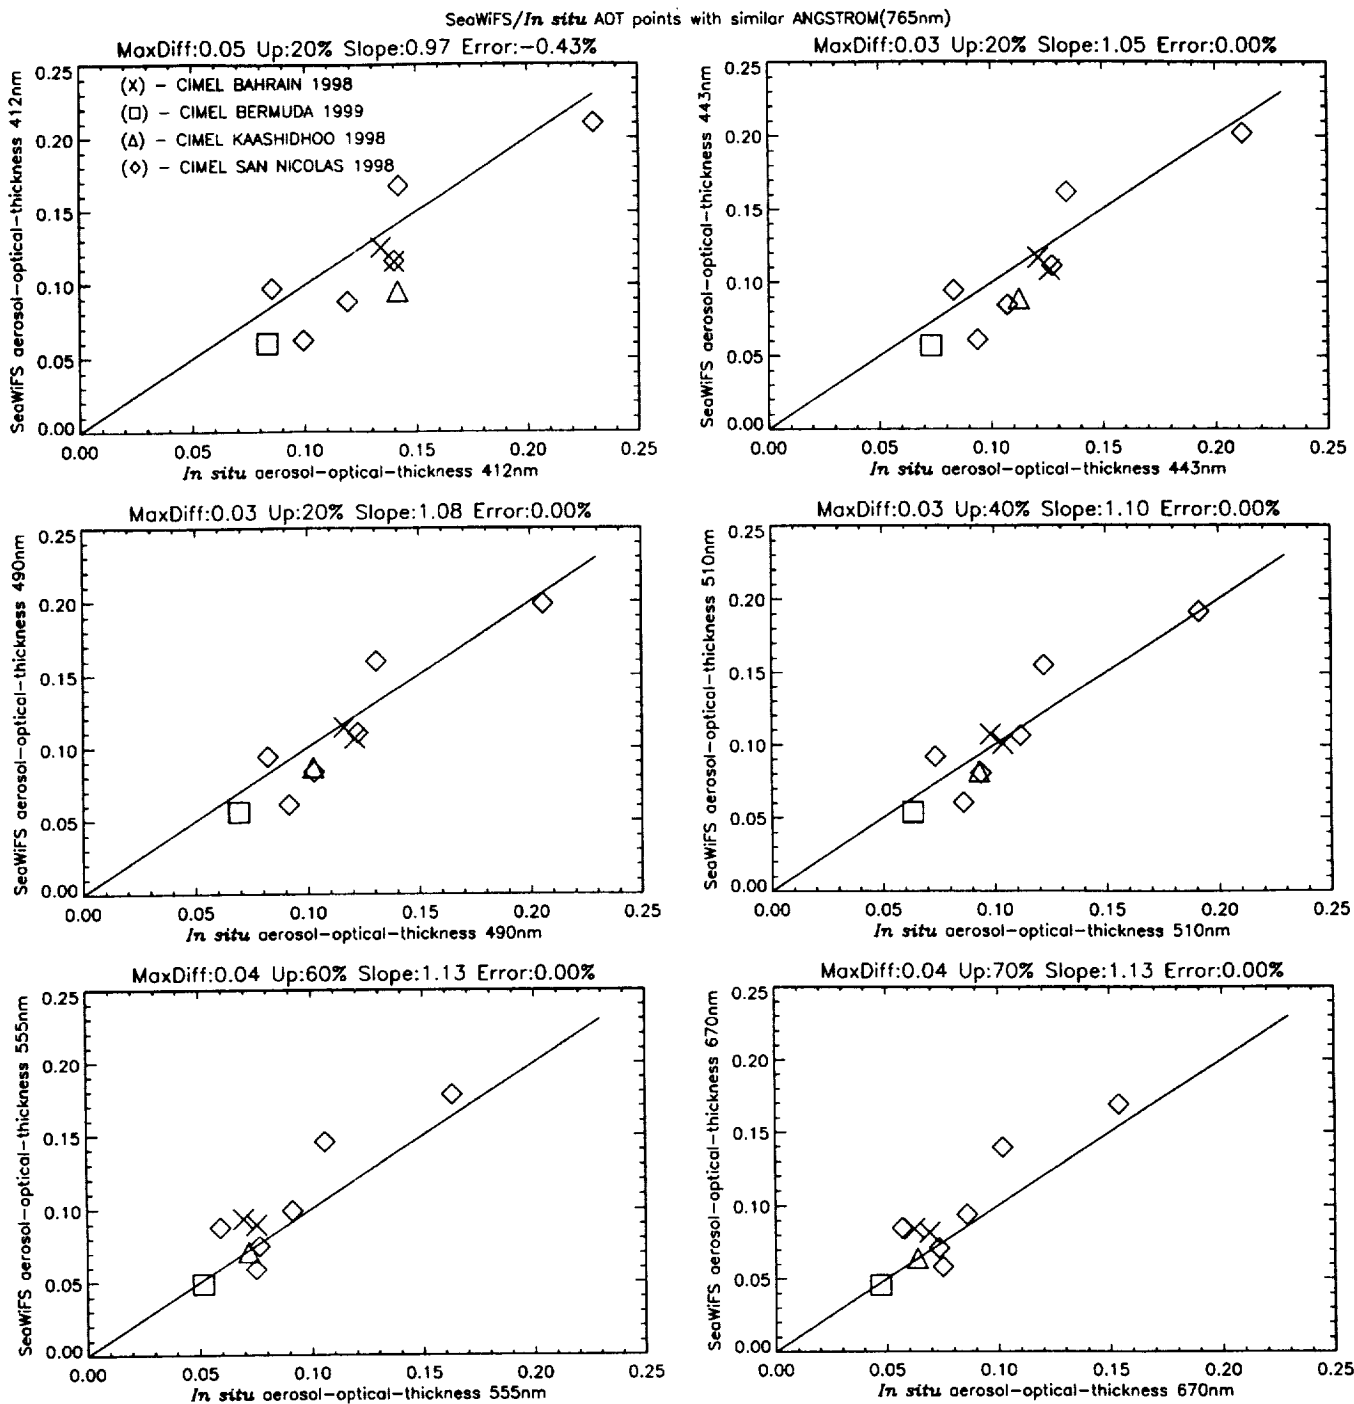 SeaWiFS/In situ AOT points with similar ANGSTROM(765nm)
MaxDiff:0.05 Up:20% Slope:0.97 Error:-0.43%
SeaWiFS aerosol-optical-thickness 412nm
0.25
0.20
0.15
0.10
0.05
0.00
(X) - CIMEL BAHRAIN 1998
(□) - CIMEL BERMUDA 1999
(△) - CIMEL KAASHIDHOO 1998
(◇) - CIMEL SAN NICOLAS 1998
0.00 0.05 0.10 0.15 0.20 0.25
In situ aerosol-optical-thickness 412nm
MaxDiff:0.03 Up:20% Slope:1.05 Error:0.00%
SeaWiFS aerosol-optical-thickness 443nm
0.25
0.20
0.15
0.10
0.05
0.00
0.00 0.05 0.10 0.15 0.20 0.25
In situ aerosol-optical-thickness 443nm
MaxDiff:0.03 Up:20% Slope:1.08 Error:0.00%
SeaWiFS aerosol-optical-thickness 490nm
0.25
0.20
0.15
0.10
0.05
0.00
0.00 0.05 0.10 0.15 0.20 0.25
In situ aerosol-optical-thickness 490nm
MaxDiff:0.03 Up:40% Slope:1.10 Error:0.00%
SeaWiFS aerosol-optical-thickness 510nm
0.25
0.20
0.15
0.10
0.05
0.00
0.00 0.05 0.10 0.15 0.20 0.25
In situ aerosol-optical-thickness 510nm
MaxDiff:0.04 Up:60% Slope:1.13 Error:0.00%
SeaWiFS aerosol-optical-thickness 555nm
0.25
0.20
0.15
0.10
0.05
0.00
0.00 0.05 0.10 0.15 0.20 0.25
In situ aerosol-optical-thickness 555nm
MaxDiff:0.04 Up:70% Slope:1.13 Error:0.00%
SeaWiFS aerosol-optical-thickness 670nm
0.25
0.20
0.15
0.10
0.05
0.00
0.00 0.05 0.10 0.15 0.20 0.25
In situ aerosol-optical-thickness 670nm